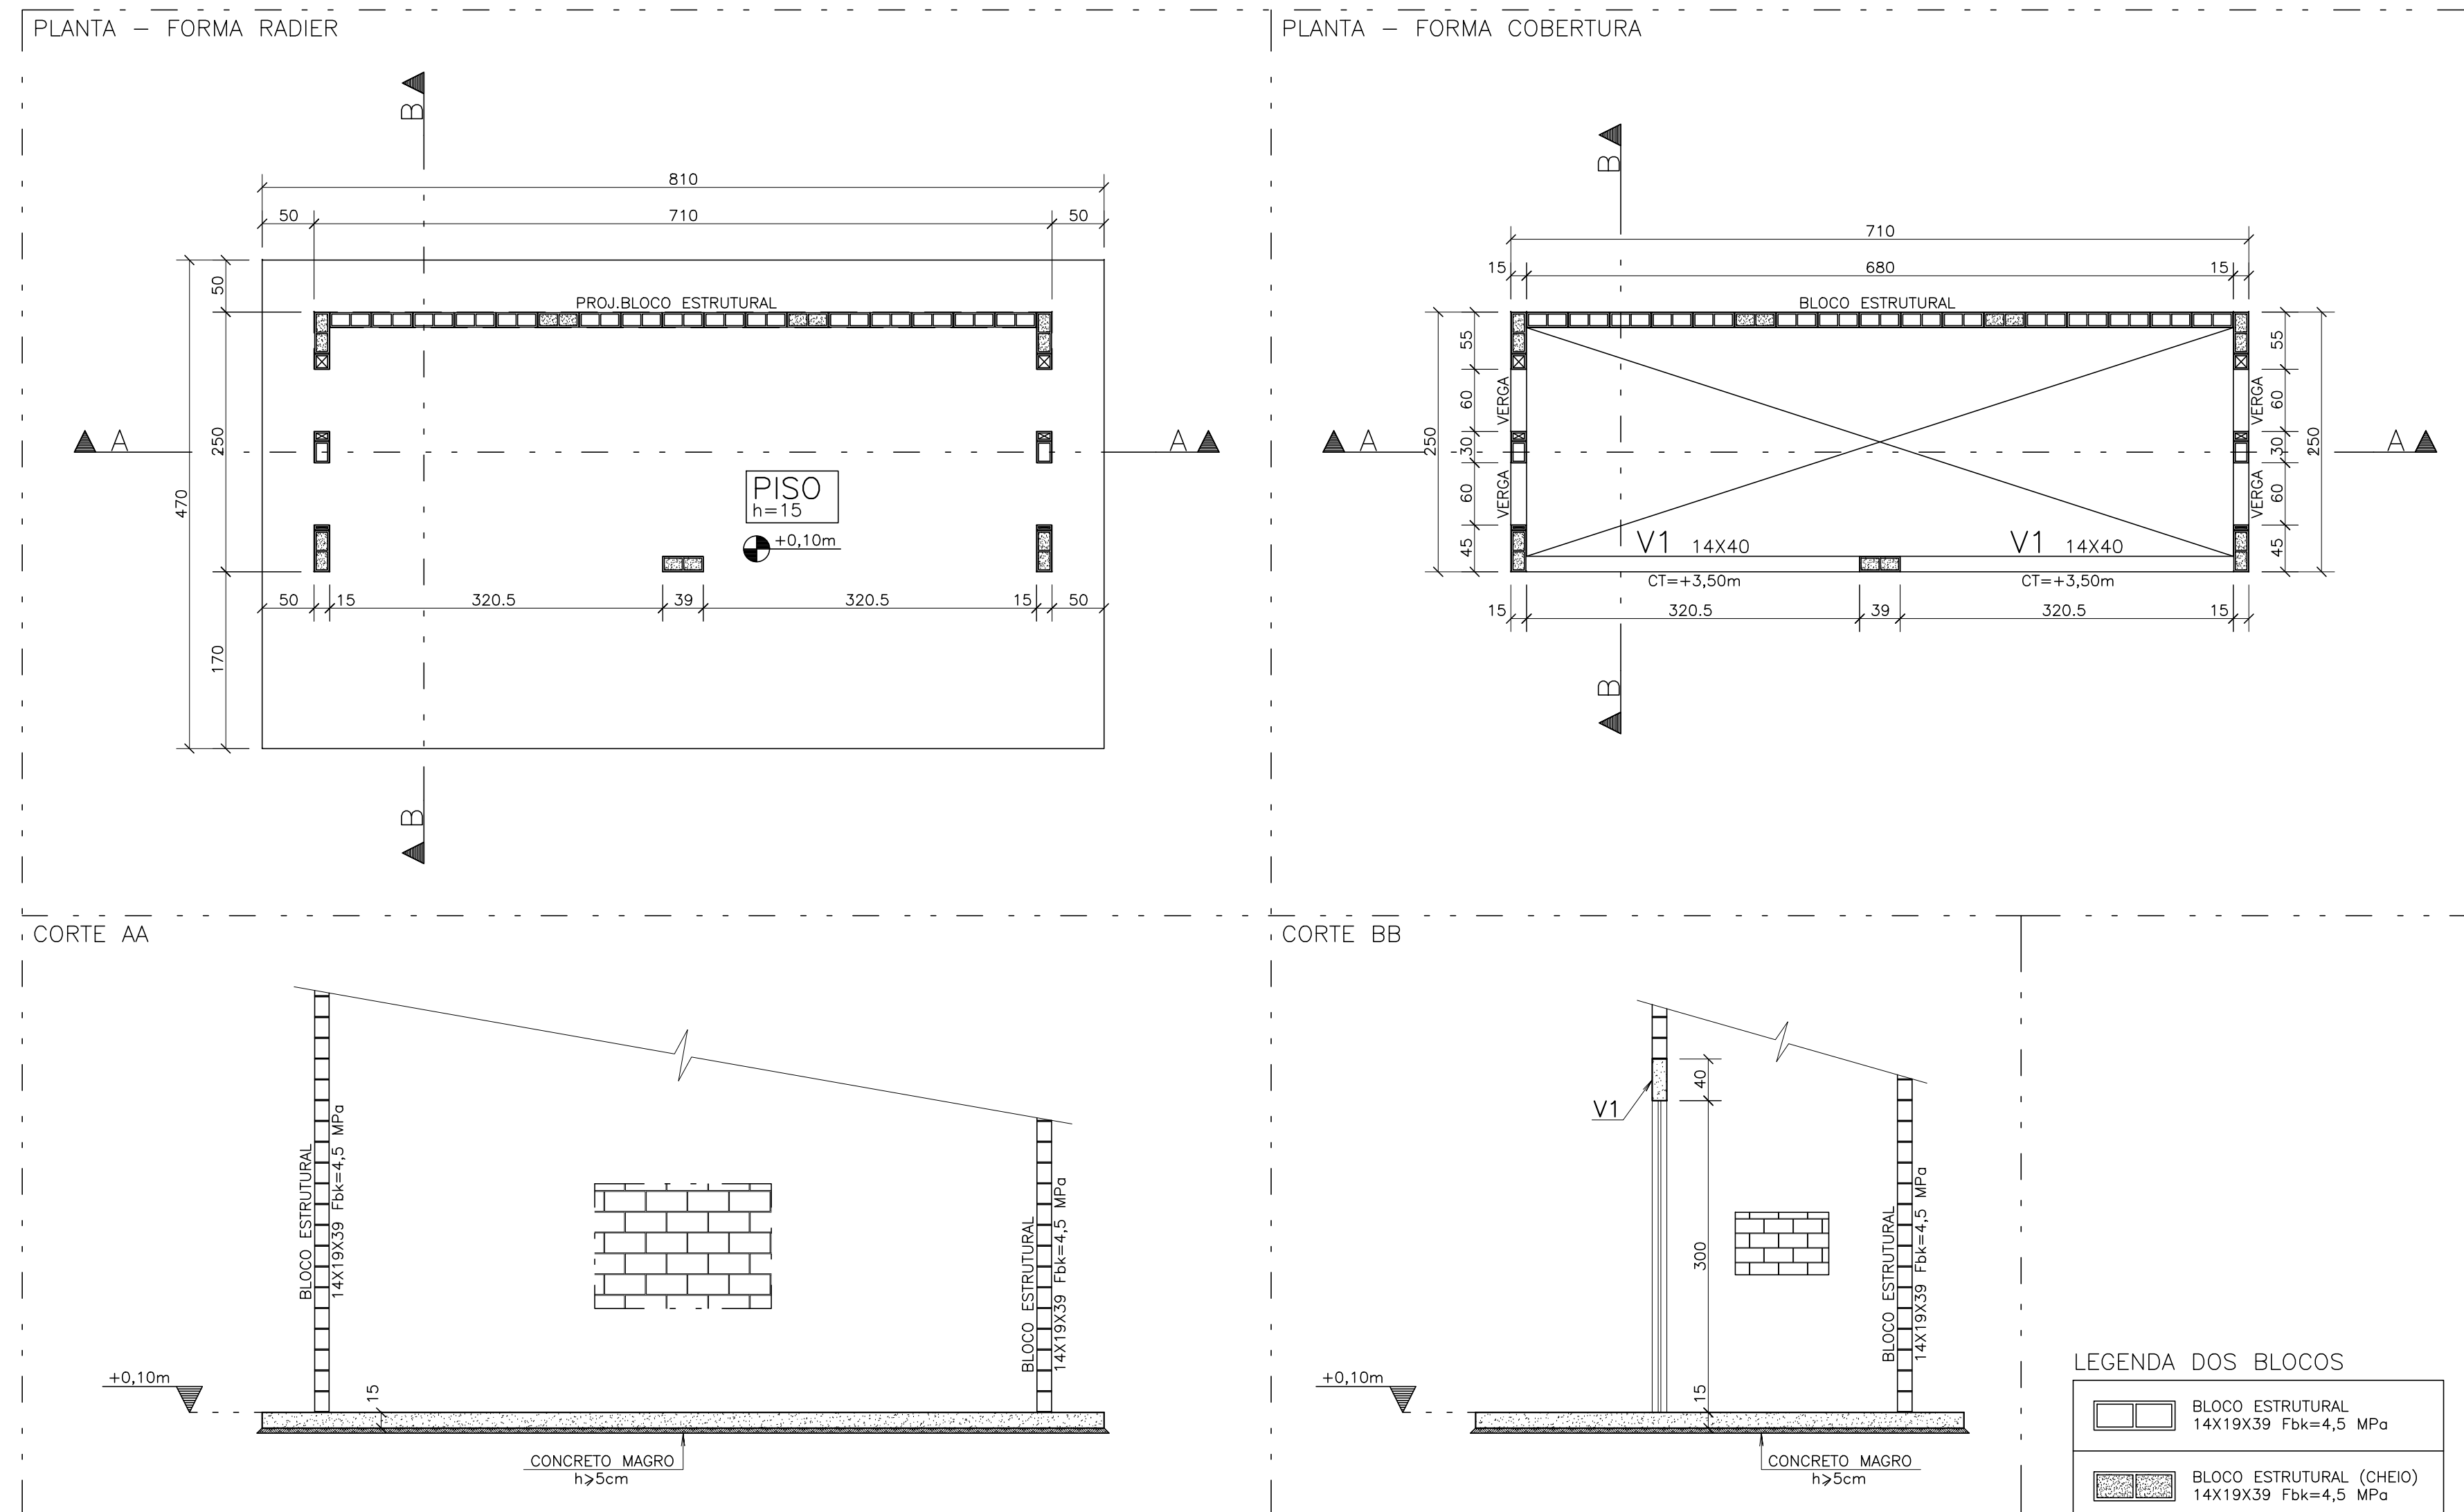 PLANTA – FORMA RADIER
B
810
50 710 50
50
PROJ.BLOCO ESTRUTURAL
250
470
A A
PISO
h=15
+0,10m
50 15 320.5 39 320.5 15 50
170
B
PLANTA – FORMA COBERTURA
B
710
15 680 15
BLOCO ESTRUTURAL
55 55
60 VERGA VERGA 60
250 30 30 250
A A
60 VERGA VERGA 60
45 45
V1 14X40 V1 14X40
CT=+3,50m CT=+3,50m
15 320.5 39 320.5 15
B
CORTE AA
BLOCO ESTRUTURAL
14X19X39 Fbk=4,5 MPa
BLOCO ESTRUTURAL
14X19X39 Fbk=4,5 MPa
+0,10m
15
CONCRETO MAGRO
h⩾5cm
CORTE BB
40
V1
300
BLOCO ESTRUTURAL
14X19X39 Fbk=4,5 MPa
+0,10m
15
CONCRETO MAGRO
h⩾5cm
LEGENDA DOS BLOCOS
BLOCO ESTRUTURAL
14X19X39 Fbk=4,5 MPa
BLOCO ESTRUTURAL (CHEIO)
14X19X39 Fbk=4,5 MPa